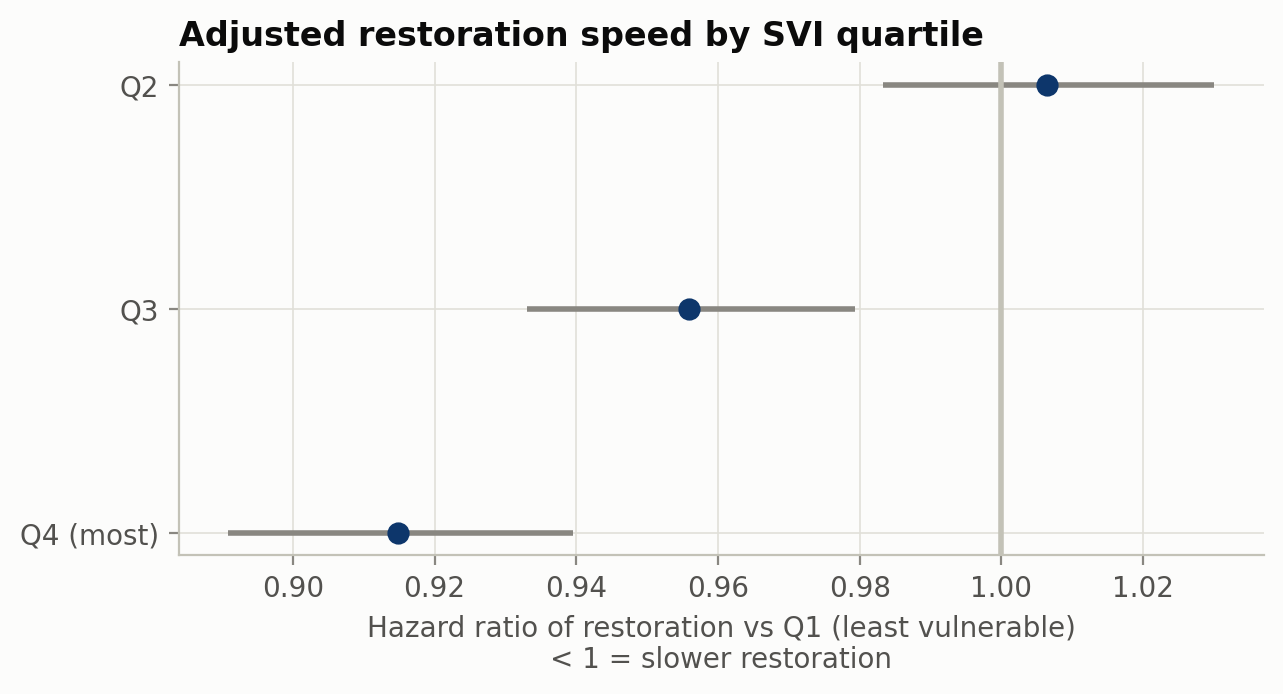 Adjusted restoration speed by SVI quartile
Q2
Q3
Q4 (most)
0.90 0.92 0.94 0.96 0.98 1.00 1.02
Hazard ratio of restoration vs Q1 (least vulnerable)
< 1 = slower restoration